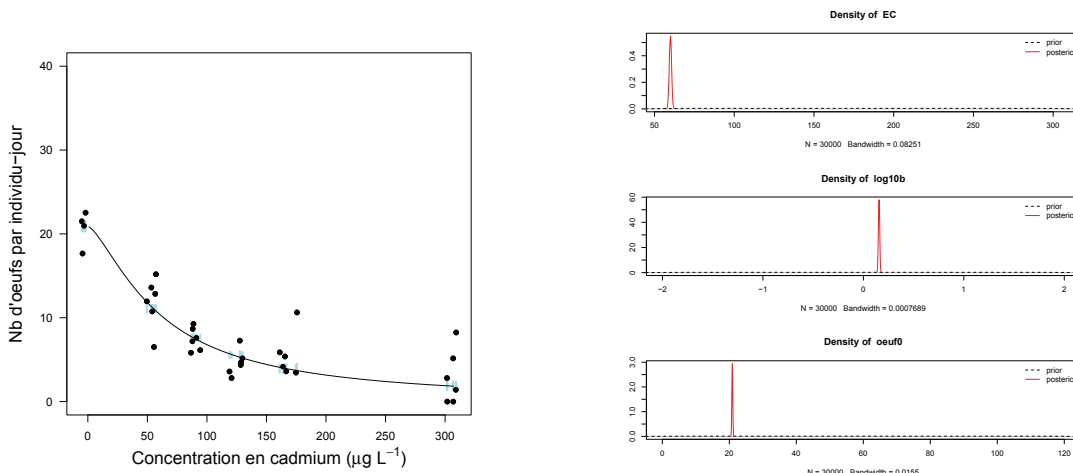 Nb d'oeufs par individu−jour
40
30
20
10
0
0 50 100 150 200 250 300
Concentration en cadmium (μg L−1)
Density of EC
prior
posterio
0.0 0.2 0.4
50 100 150 200 250 300
N = 30000 Bandwidth = 0.08251
Density of log10b
prior
posterio
0 20 40 60
−2 −1 0 1 2
N = 30000 Bandwidth = 0.0007689
Density of oeuf0
prior
posterio
0.0 1.0 2.0 3.0
0 20 40 60 80 100 120
N = 30000 Bandwidth = 0.0155